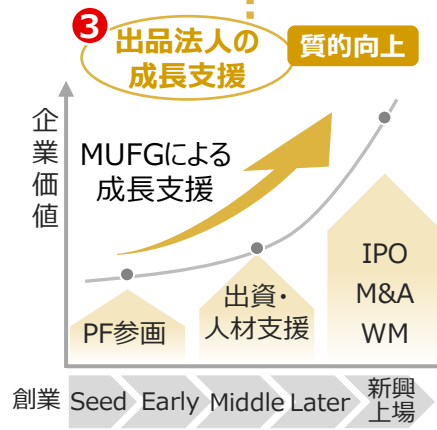 3
出品法人の
成長支援
質的向上
企業価値
MUFGによる
成長支援
PF参画
出資・
人材支援
IPO
M&A
WM
創業 Seed Early Middle Later 新興
上場